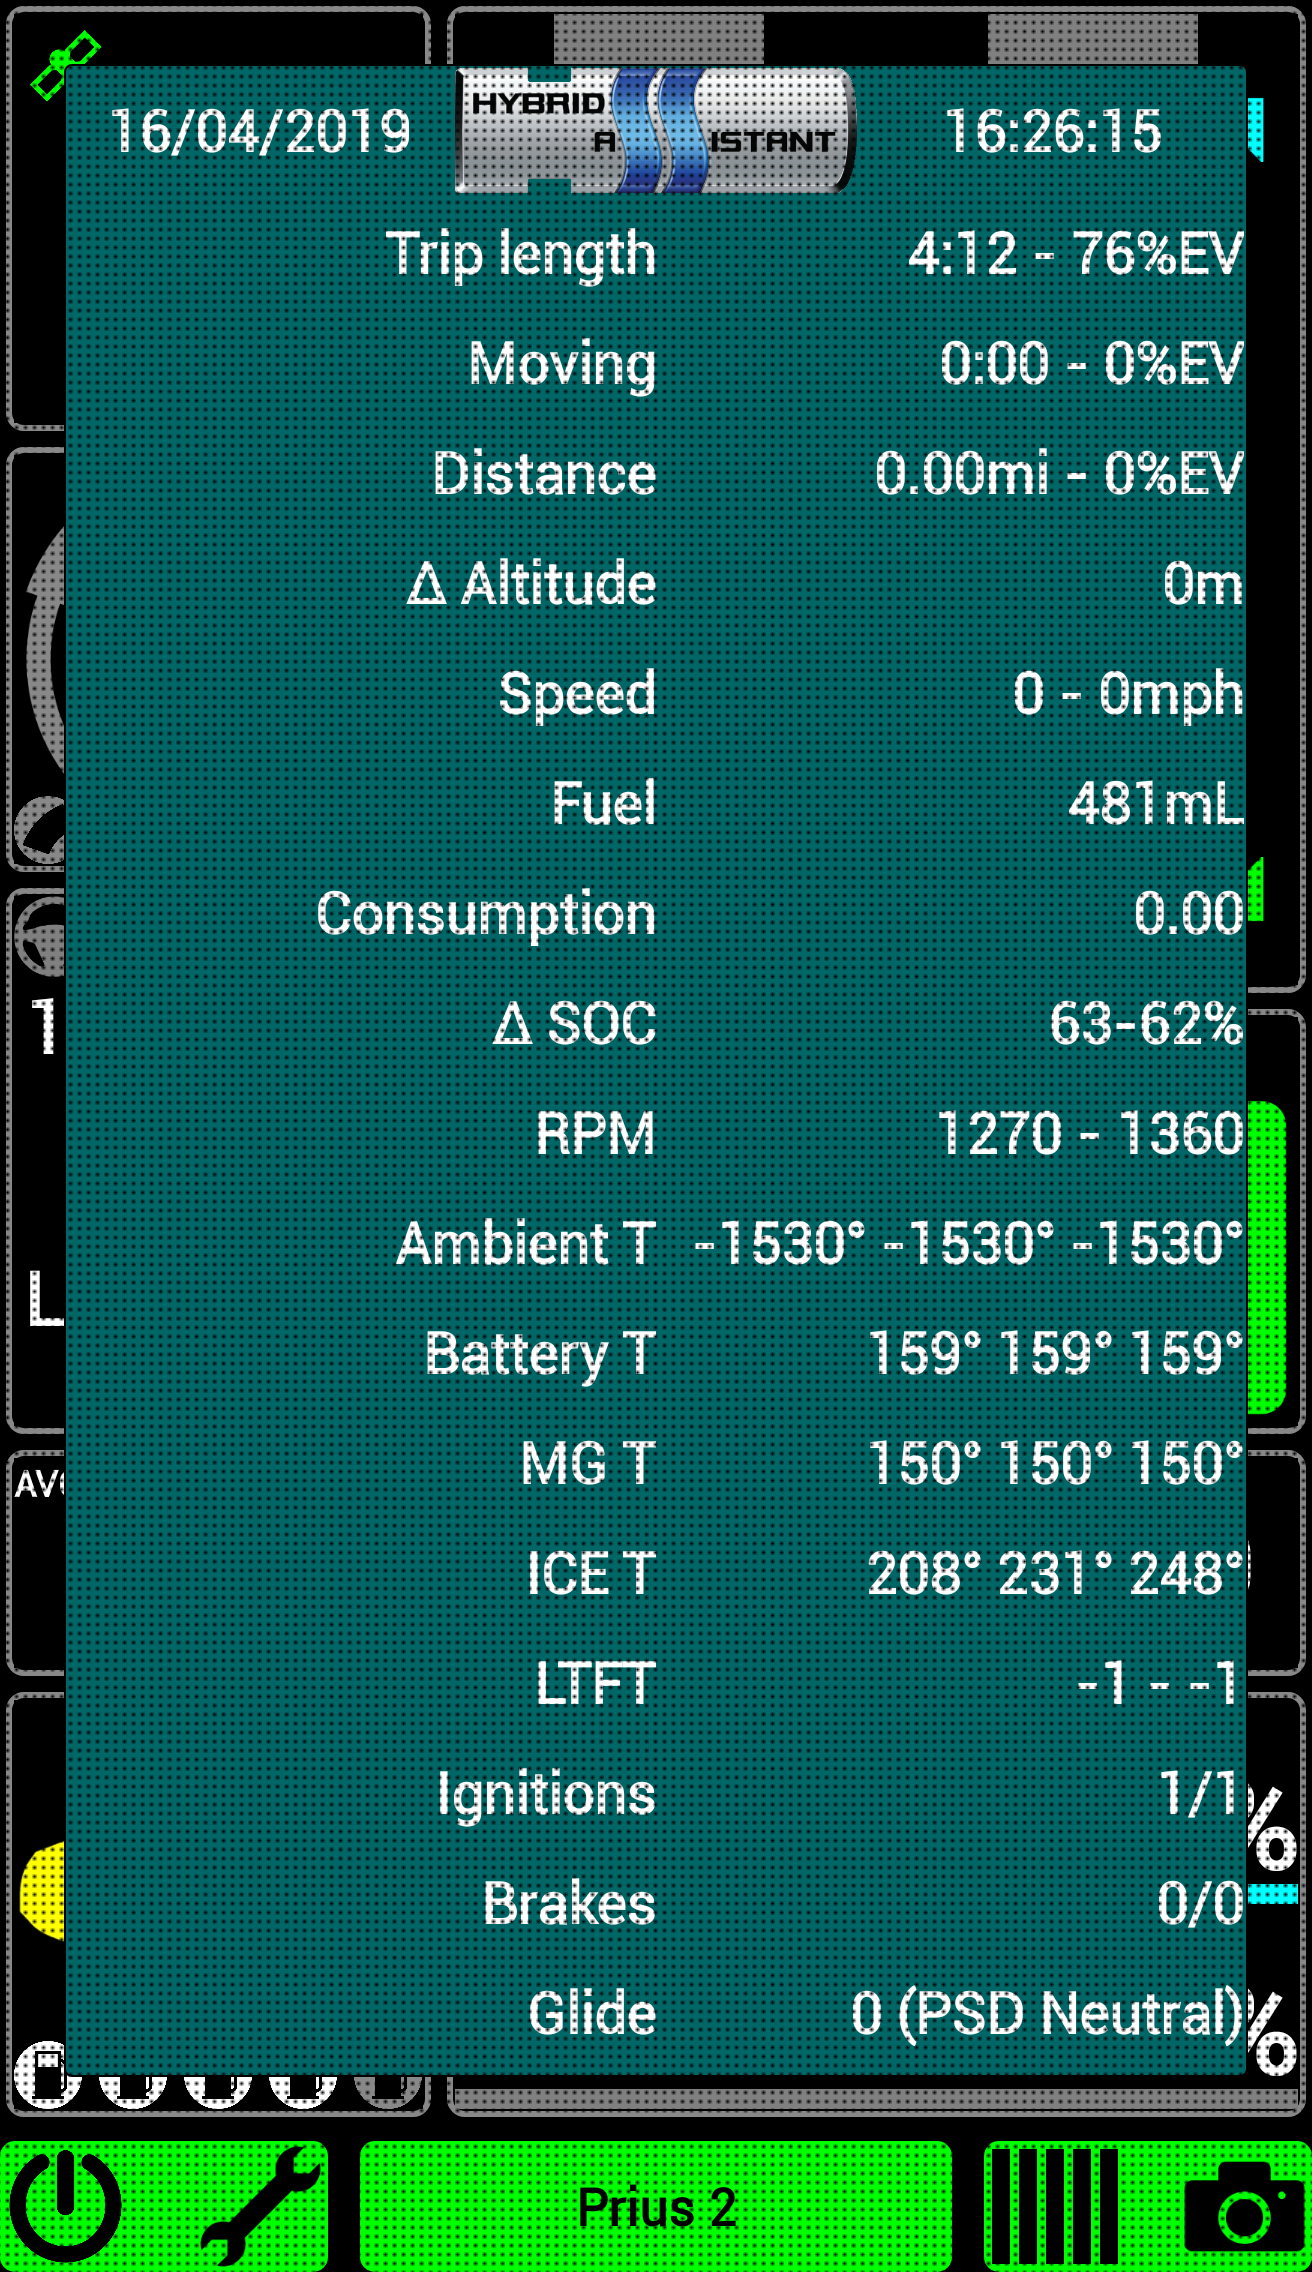 16/04/2019 HYBRID A ISTANT 16:26:15
Trip length 4:12 - 76%EV
Moving 0:00 - 0%EV
Distance 0.00mi - 0%EV
Δ Altitude 0m
Speed 0 - 0mph
Fuel 481mL
Consumption 0.00
Δ SOC 63-62%
1
RPM 1270 - 1360
Ambient T -1530° -1530° -1530°
L
Battery T 159° 159° 159°
MG T 150° 150° 150°
ICE T 208° 231° 248°
LTFT -1 - -1
Ignitions 1/1
%
Brakes 0/0
Glide 0 (PSD Neutral)
%
Prius 2